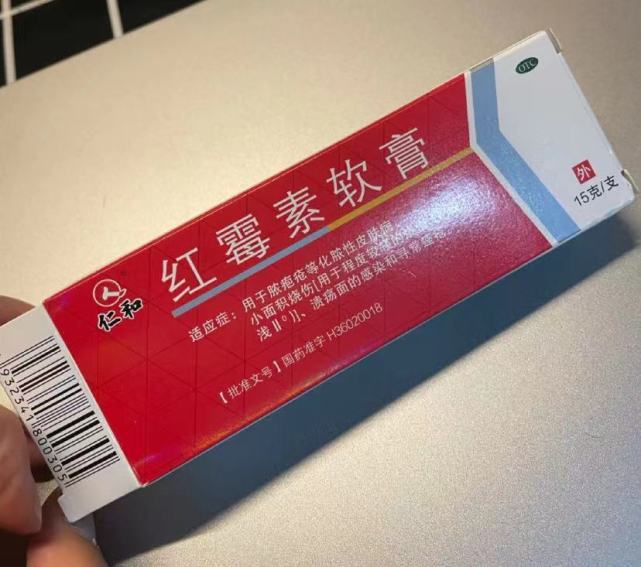 OTC
外
15克/支
仁和
红霉素软膏
适应症：用于脓疱疮等化脓性皮肤病、
小面积烧伤[用于程度较
浅Ⅱ°)]、溃疡面的感染和寻常痤
【批准文号】国药准字H36020018
932341800305